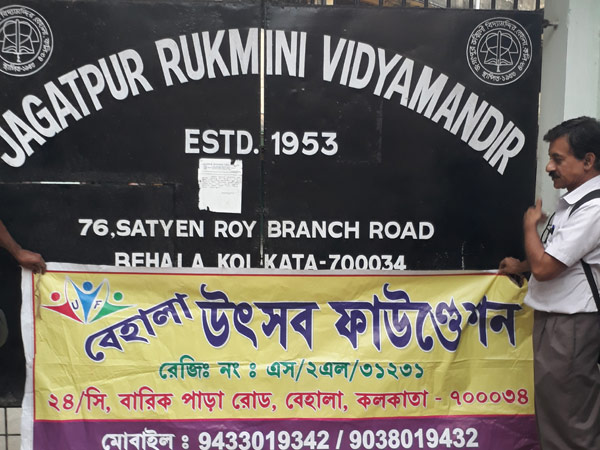 JAGATPUR RUKMINI VIDYAMANDIR
ESTD. 1953
76,SATYEN ROY BRANCH ROAD
BEHALA KOLKATA-700034
UF
বেহালা উৎসব ফাউণ্ডেশন
রেজিঃ নং : এস/২এল/৩১২৩১
২৪/সি, বারিক পাড়া রোড, বেহালা, কলকাতা - ৭০০০৩৪
মোবাইল : 9433019342 / 9038019432